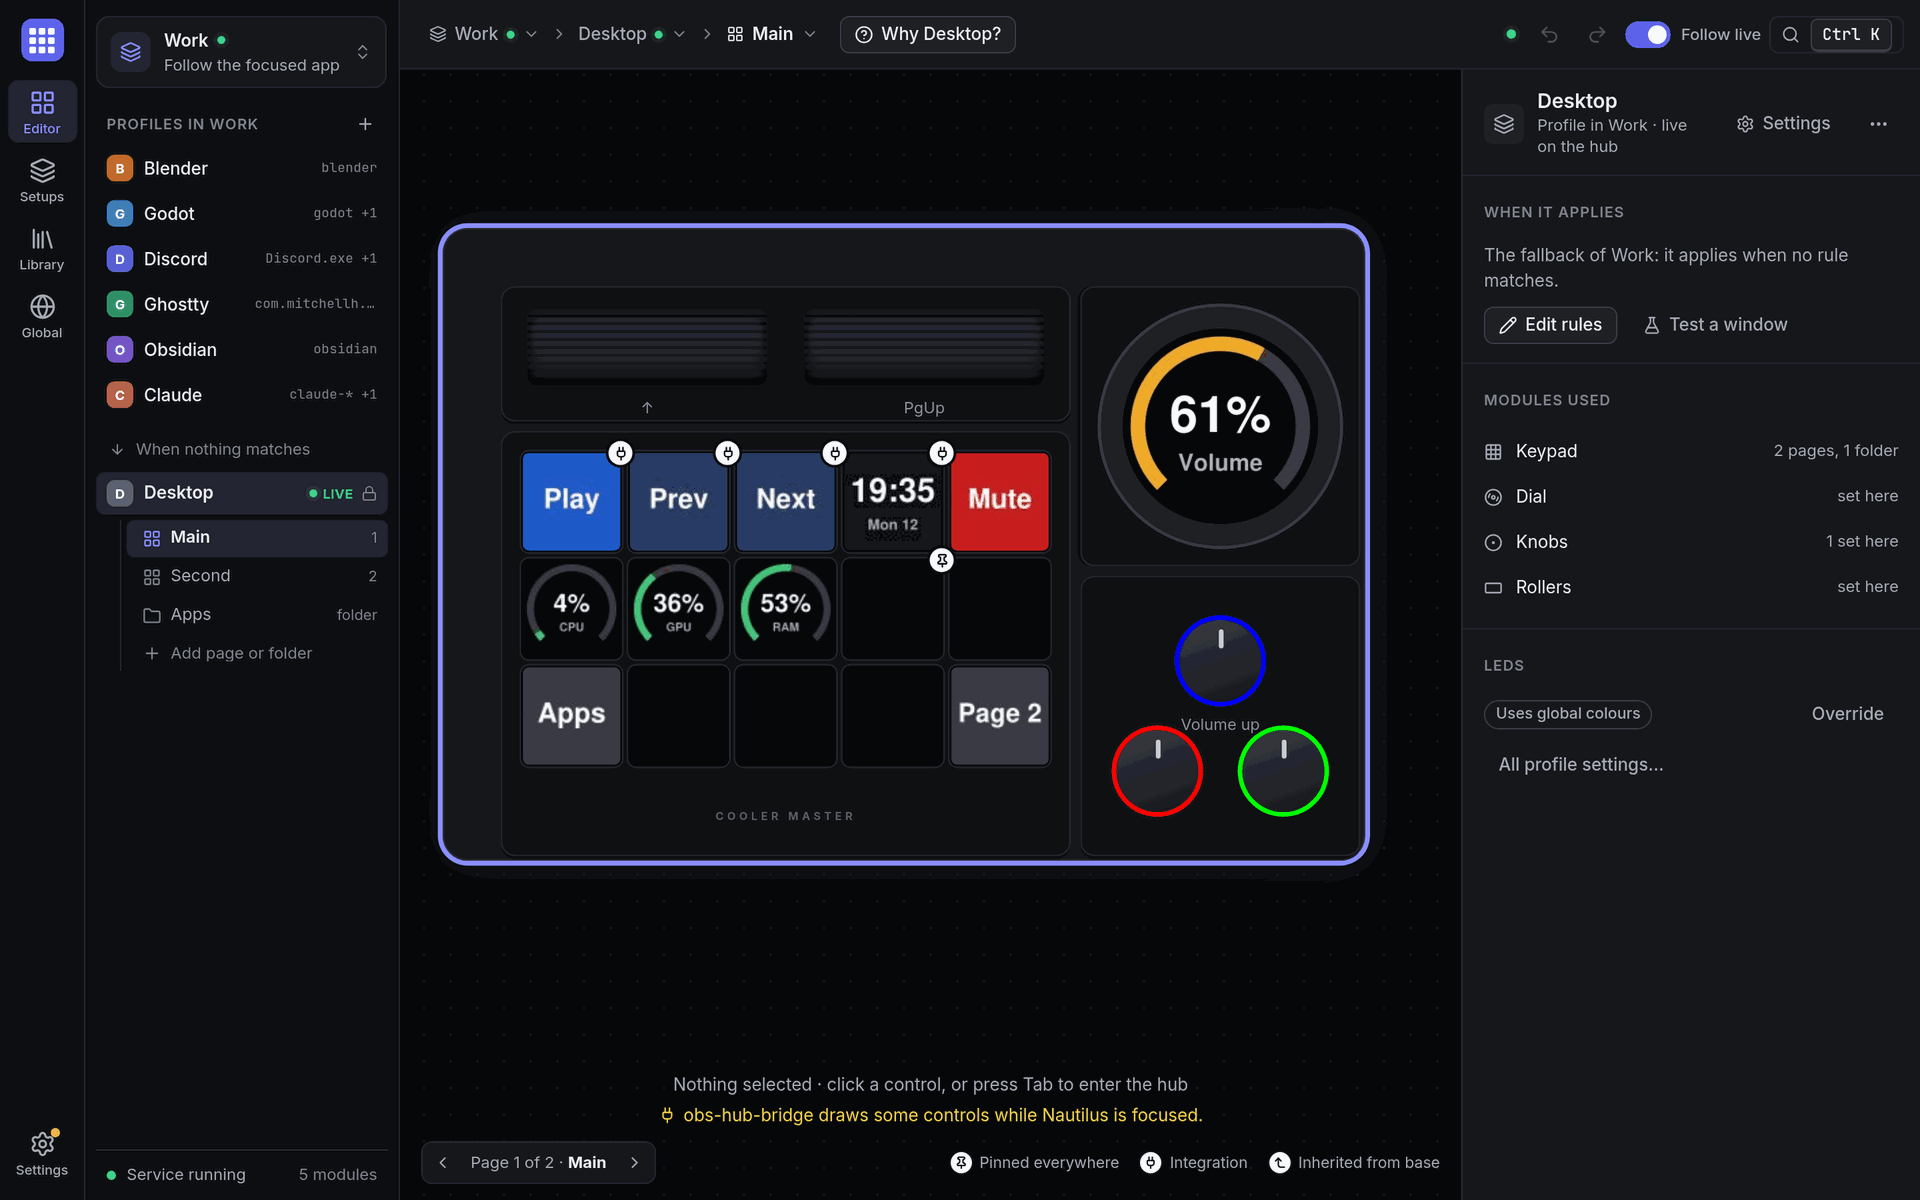 Work
Follow the focused app
Editor
Setups
Library
Global
Settings
PROFILES IN WORK
B Blender blender
G Godot godot +1
D Discord Discord.exe +1
G Ghostty com.mitchellh.…
O Obsidian obsidian
C Claude claude-* +1
When nothing matches
D Desktop LIVE
Main 1
Second 2
Apps folder
Add page or folder
Service running 5 modules
Work Desktop Main Why Desktop?
Follow live Ctrl K
↑ PgUp
Play Prev Next 19:35 Mute
Mon 12
4% 36% 53%
CPU GPU RAM
Apps Page 2
COOLER MASTER
61%
Volume
Volume up
Nothing selected · click a control, or press Tab to enter the hub
obs-hub-bridge draws some controls while Nautilus is focused.
Page 1 of 2 · Main
Pinned everywhere Integration Inherited from base
Desktop
Profile in Work · live
on the hub
Settings
WHEN IT APPLIES
The fallback of Work: it applies when no rule
matches.
Edit rules Test a window
MODULES USED
Keypad 2 pages, 1 folder
Dial set here
Knobs 1 set here
Rollers set here
LEDS
Uses global colours Override
All profile settings…